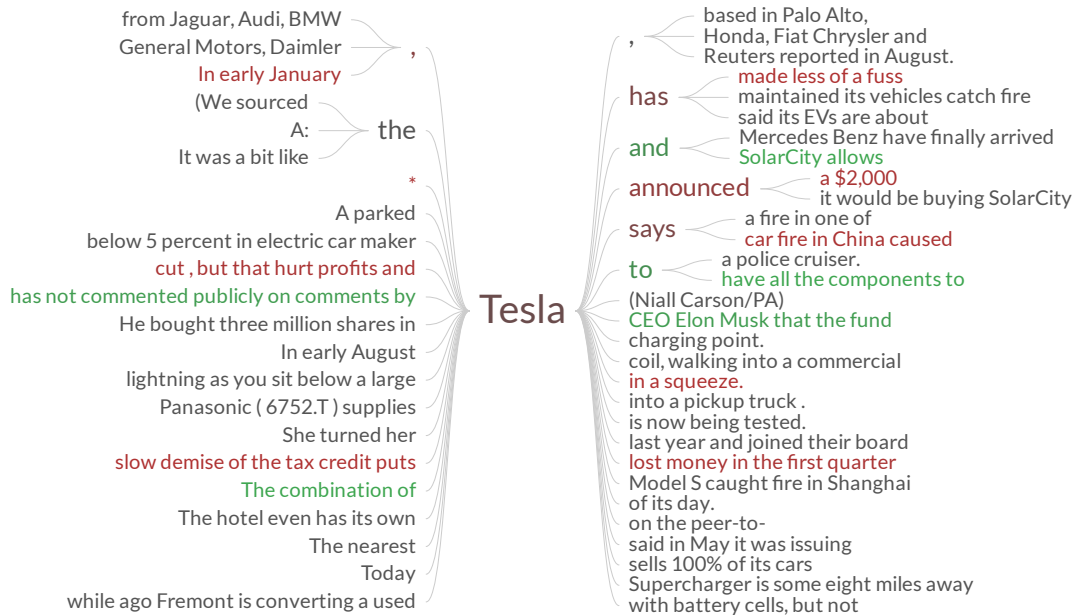 from Jaguar, Audi, BMW
General Motors, Daimler
In early January
,
(We sourced
A:
It was a bit like
the
*
A parked
below 5 percent in electric car maker
cut , but that hurt profits and
has not commented publicly on comments by
He bought three million shares in
In early August
lightning as you sit below a large
Panasonic ( 6752.T ) supplies
She turned her
slow demise of the tax credit puts
The combination of
The hotel even has its own
The nearest
Today
while ago Fremont is converting a used
Tesla
,
based in Palo Alto,
Honda, Fiat Chrysler and
Reuters reported in August.
has
made less of a fuss
maintained its vehicles catch fire
said its EVs are about
and
Mercedes Benz have finally arrived
SolarCity allows
announced
a $2,000
it would be buying SolarCity
says
a fire in one of
car fire in China caused
to
a police cruiser.
have all the components to
(Niall Carson/PA)
CEO Elon Musk that the fund
charging point.
coil, walking into a commercial
in a squeeze.
into a pickup truck .
is now being tested.
last year and joined their board
lost money in the first quarter
Model S caught fire in Shanghai
of its day.
on the peer-to-
said in May it was issuing
sells 100% of its cars
Supercharger is some eight miles away
with battery cells, but not